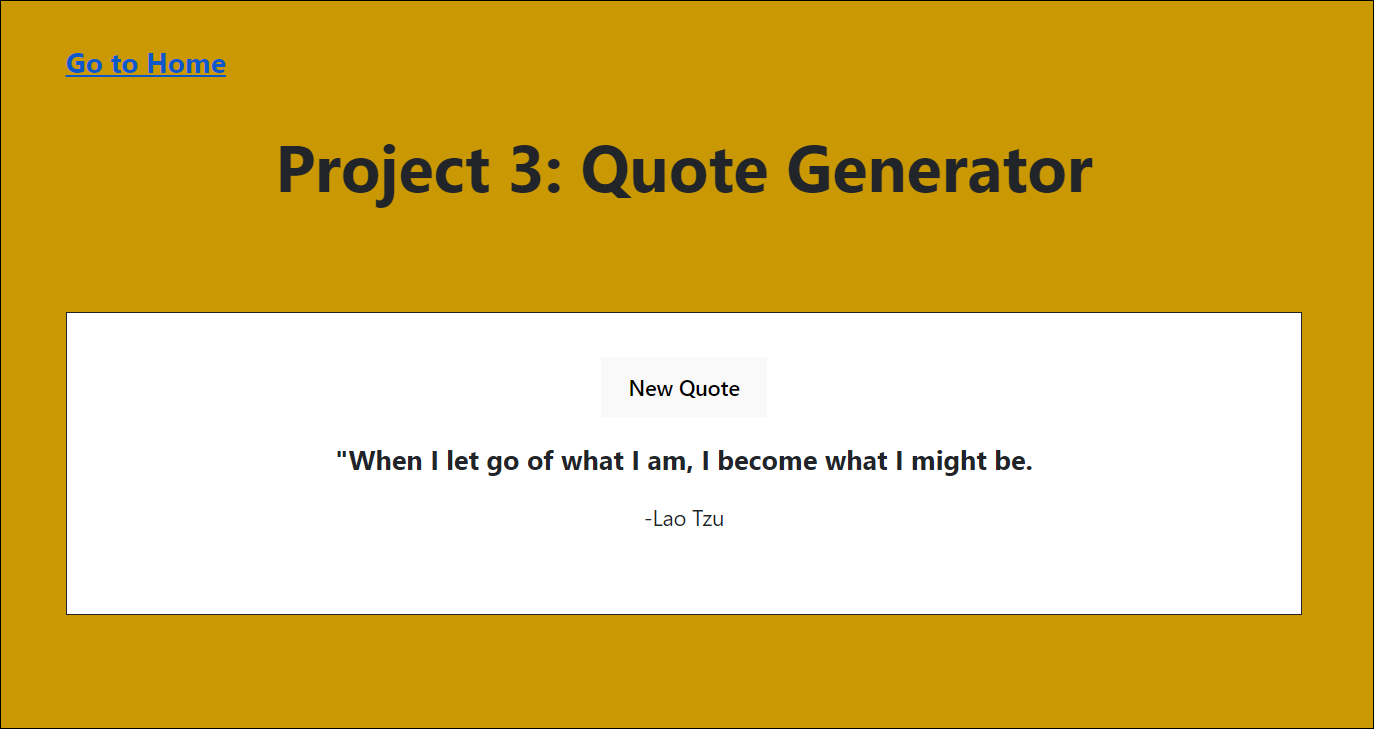 Go to Home
Project 3: Quote Generator
New Quote
"When I let go of what I am, I become what I might be.
-Lao Tzu